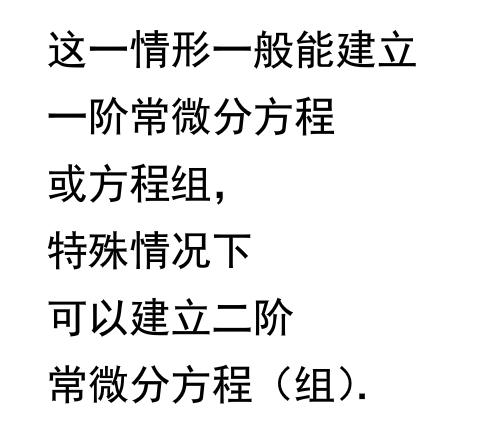 这一情形一般能建立
一阶常微分方程
或方程组，
特殊情况下
可以建立二阶
常微分方程（组）.